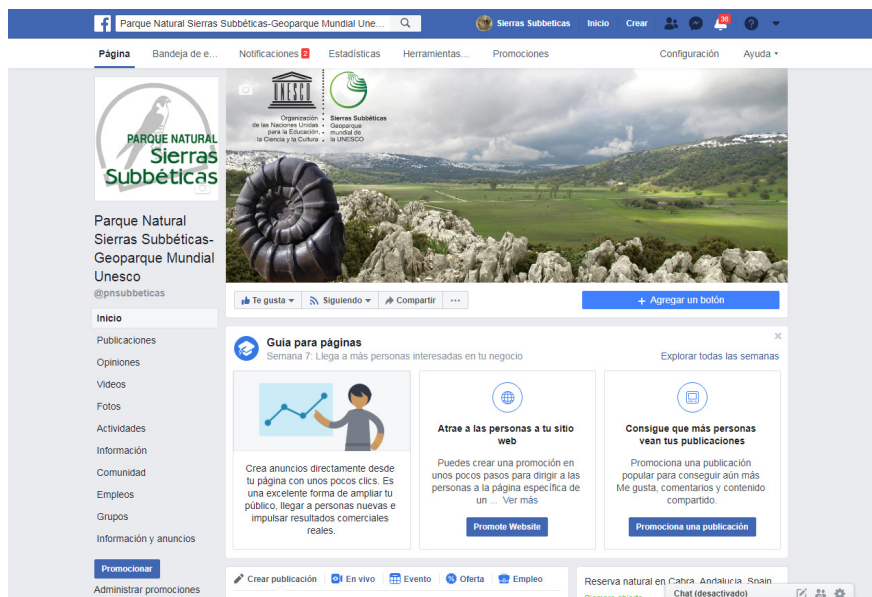 Parque Natural Sierras Subbéticas-Geoparque Mundial Une...
Sierras Subbeticas
Inicio
Crear
36
Página
Bandeja de e...
Notificaciones 2
Estadísticas
Herramientas...
Promociones
Configuración
Ayuda
PARQUE NATURAL
Sierras
Subbéticas
UNESCO
Organización
de las Naciones Unidas
para la Educación,
la Ciencia y la Cultura
Sierras Subbéticas
Geoparque
mundial de
la UNESCO
Parque Natural
Sierras Subbéticas-
Geoparque Mundial
Unesco
@pnsubbeticas
Inicio
Publicaciones
Opiniones
Videos
Fotos
Actividades
Información
Comunidad
Empleos
Grupos
Información y anuncios
Promocionar
Administrar promociones
Te gusta
Siguiendo
Compartir
+ Agregar un botón
Guía para páginas
Semana 7: Llega a más personas interesadas en tu negocio
Explorar todas las semanas
Crea anuncios directamente desde
tu página con unos pocos clics. Es
una excelente forma de ampliar tu
público, llegar a personas nuevas e
impulsar resultados comerciales
reales.
Atrae a las personas a tu sitio
web
Puedes crear una promoción en
unos pocos pasos para dirigir a las
personas a la página específica de
un ... Ver más
Promote Website
Consigue que más personas
vean tus publicaciones
Promociona una publicación
popular para conseguir aún más
Me gusta, comentarios y contenido
compartido.
Promociona una publicación
Crear publicación
En vivo
Evento
Oferta
Empleo
Reserva natural en Cabra, Andalucia, Spain
Chat (desactivado)